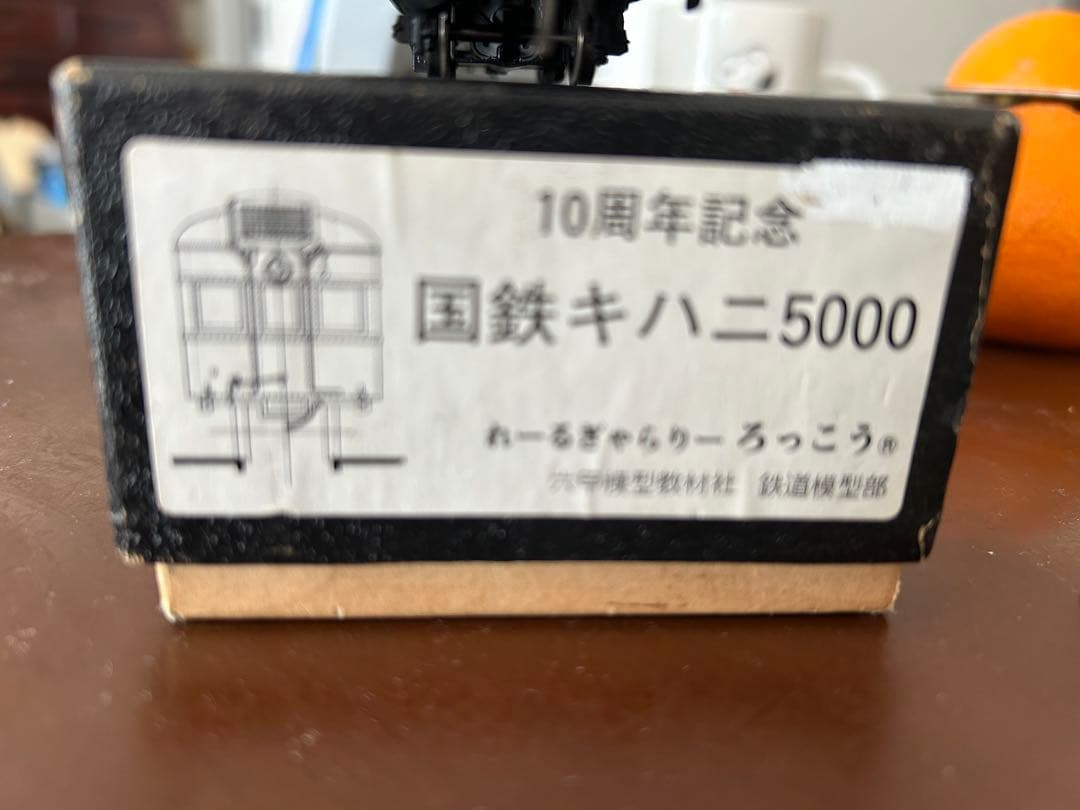 10周年記念
国鉄キハニ5000
れーるぎゃらりーろっこう®
六甲模型教材社 鉄道模型部